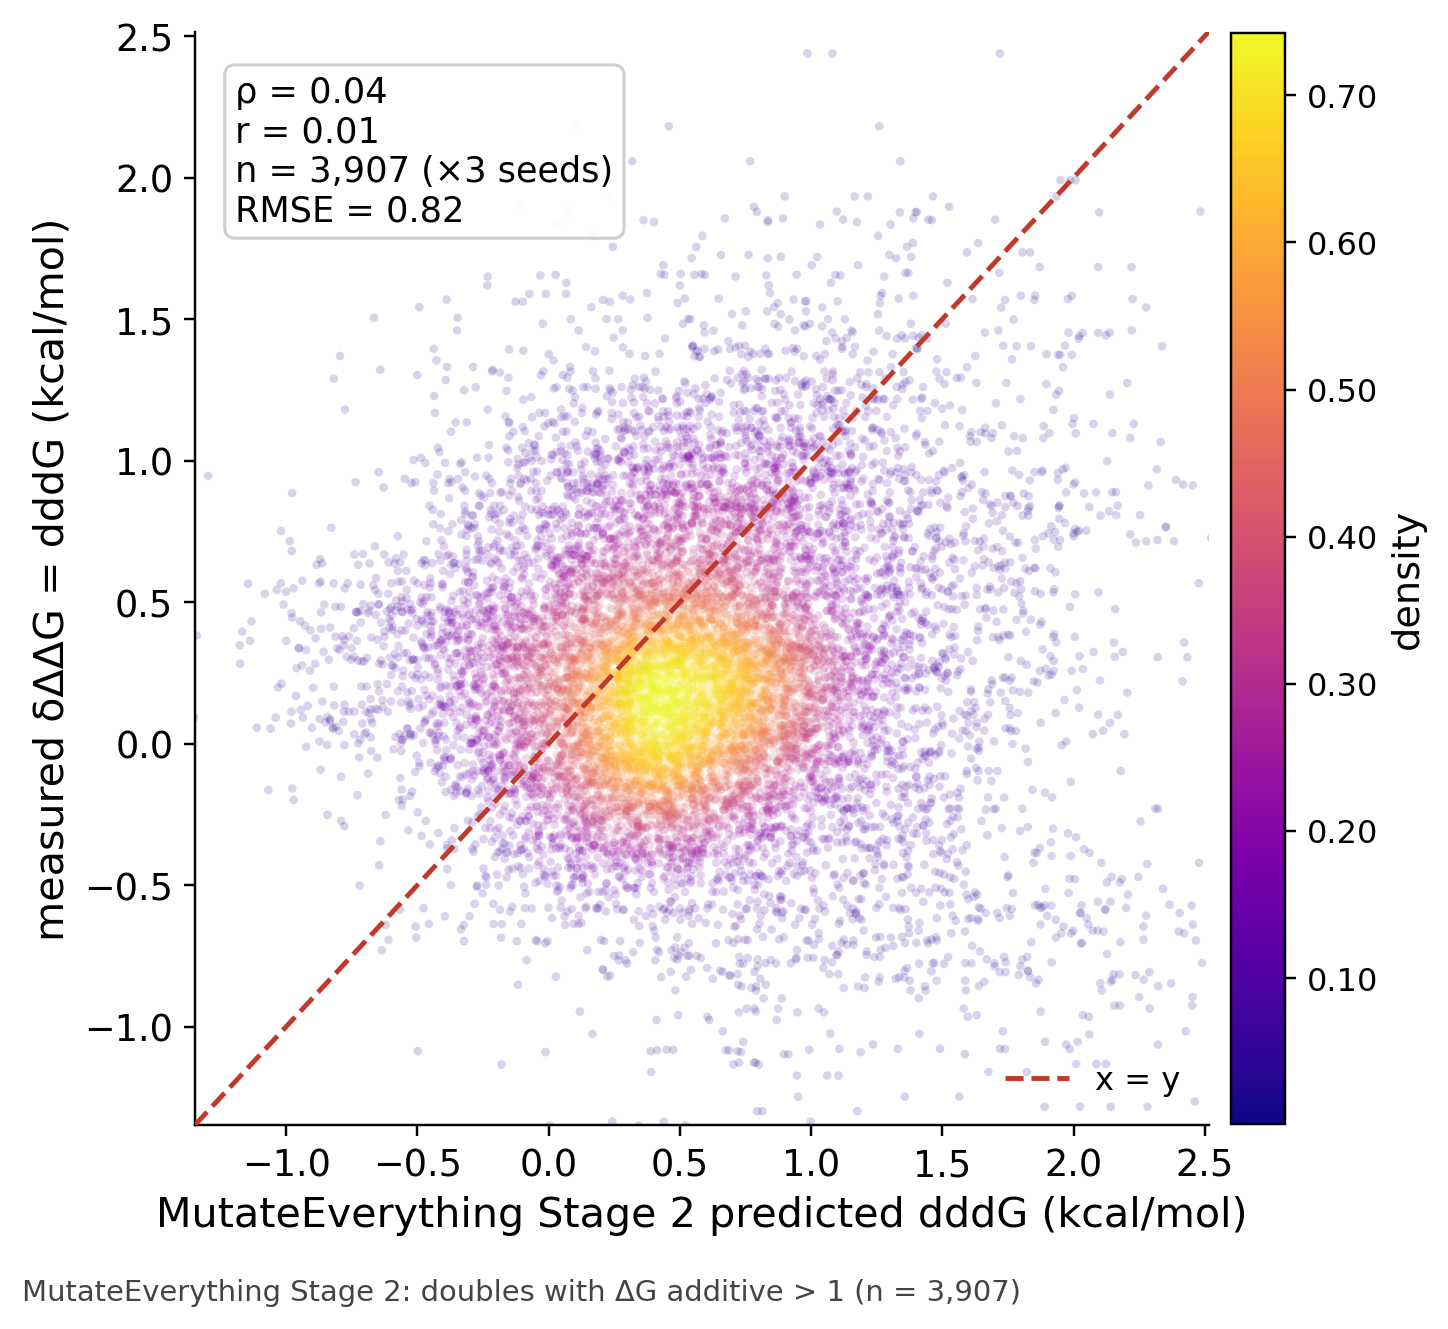 2.5
2.0
1.5
1.0
0.5
0.0
−0.5
−1.0
measured δΔΔG = dddG (kcal/mol)
ρ = 0.04
r = 0.01
n = 3,907 (×3 seeds)
RMSE = 0.82
x = y
−1.0 −0.5 0.0 0.5 1.0 1.5 2.0 2.5
MutateEverything Stage 2 predicted dddG (kcal/mol)
0.70
0.60
0.50
0.40
0.30
0.20
0.10
density
MutateEverything Stage 2: doubles with ΔG additive > 1 (n = 3,907)